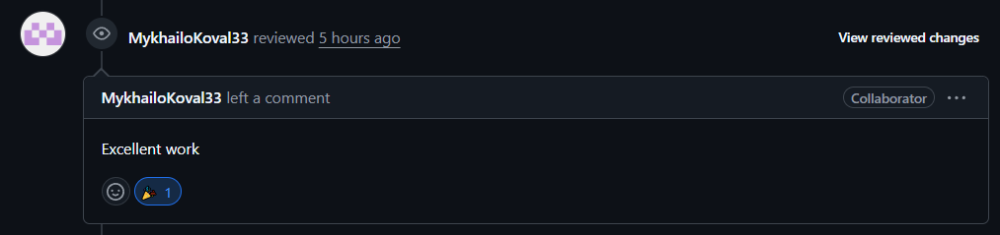 MykhailoKoval33 reviewed 5 hours ago
View reviewed changes
MykhailoKoval33 left a comment
Collaborator
Excellent work
1